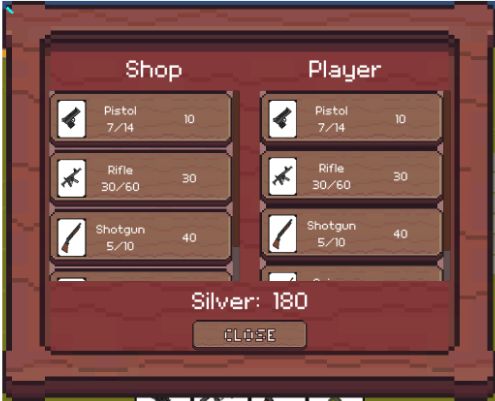 Shop
Player
Pistol
7/14
10
Pistol
7/14
10
Rifle
30/60
30
Rifle
30/60
30
Shotgun
5/10
40
Shotgun
5/10
40
Silver: 180
CLOSE